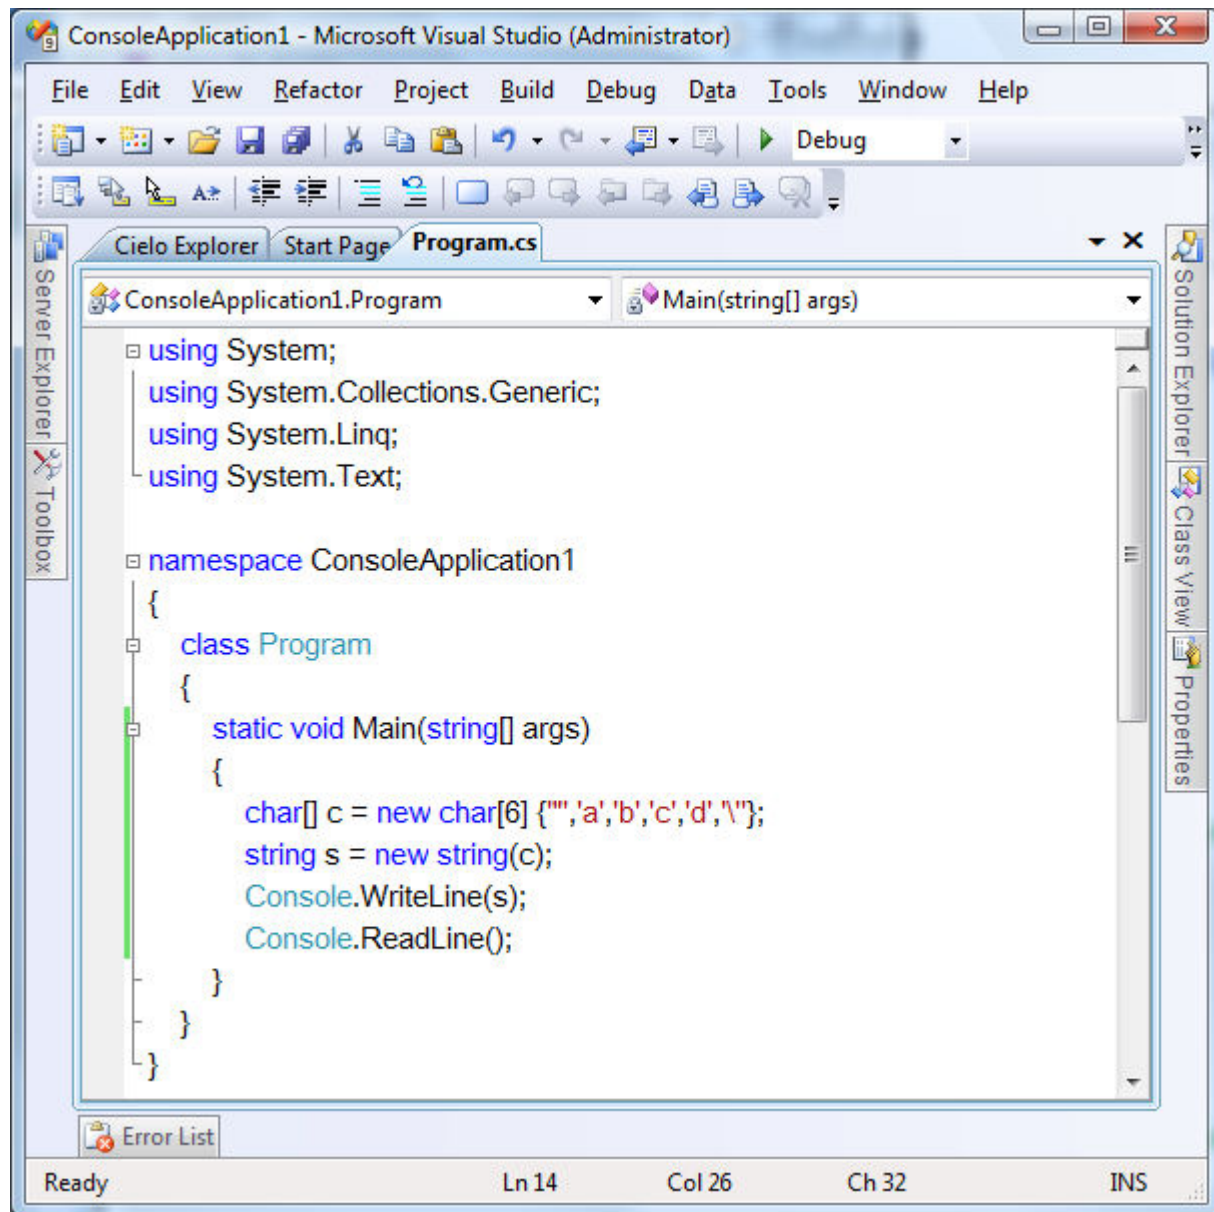 ConsoleApplication1 - Microsoft Visual Studio (Administrator)
File Edit View Refactor Project Build Debug Data Tools Window Help
Debug
Cielo Explorer Start Page Program.cs
ConsoleApplication1.Program Main(string[] args)
Server Explorer
Toolbox
using System;
using System.Collections.Generic;
using System.Linq;
using System.Text;
namespace ConsoleApplication1
{
class Program
{
static void Main(string[] args)
{
char[] c = new char[6] {'"','a','b','c','d','\''};
string s = new string(c);
Console.WriteLine(s);
Console.ReadLine();
}
}
}
Solution Explorer
Class View
Properties
Error List
Ready Ln 14 Col 26 Ch 32 INS